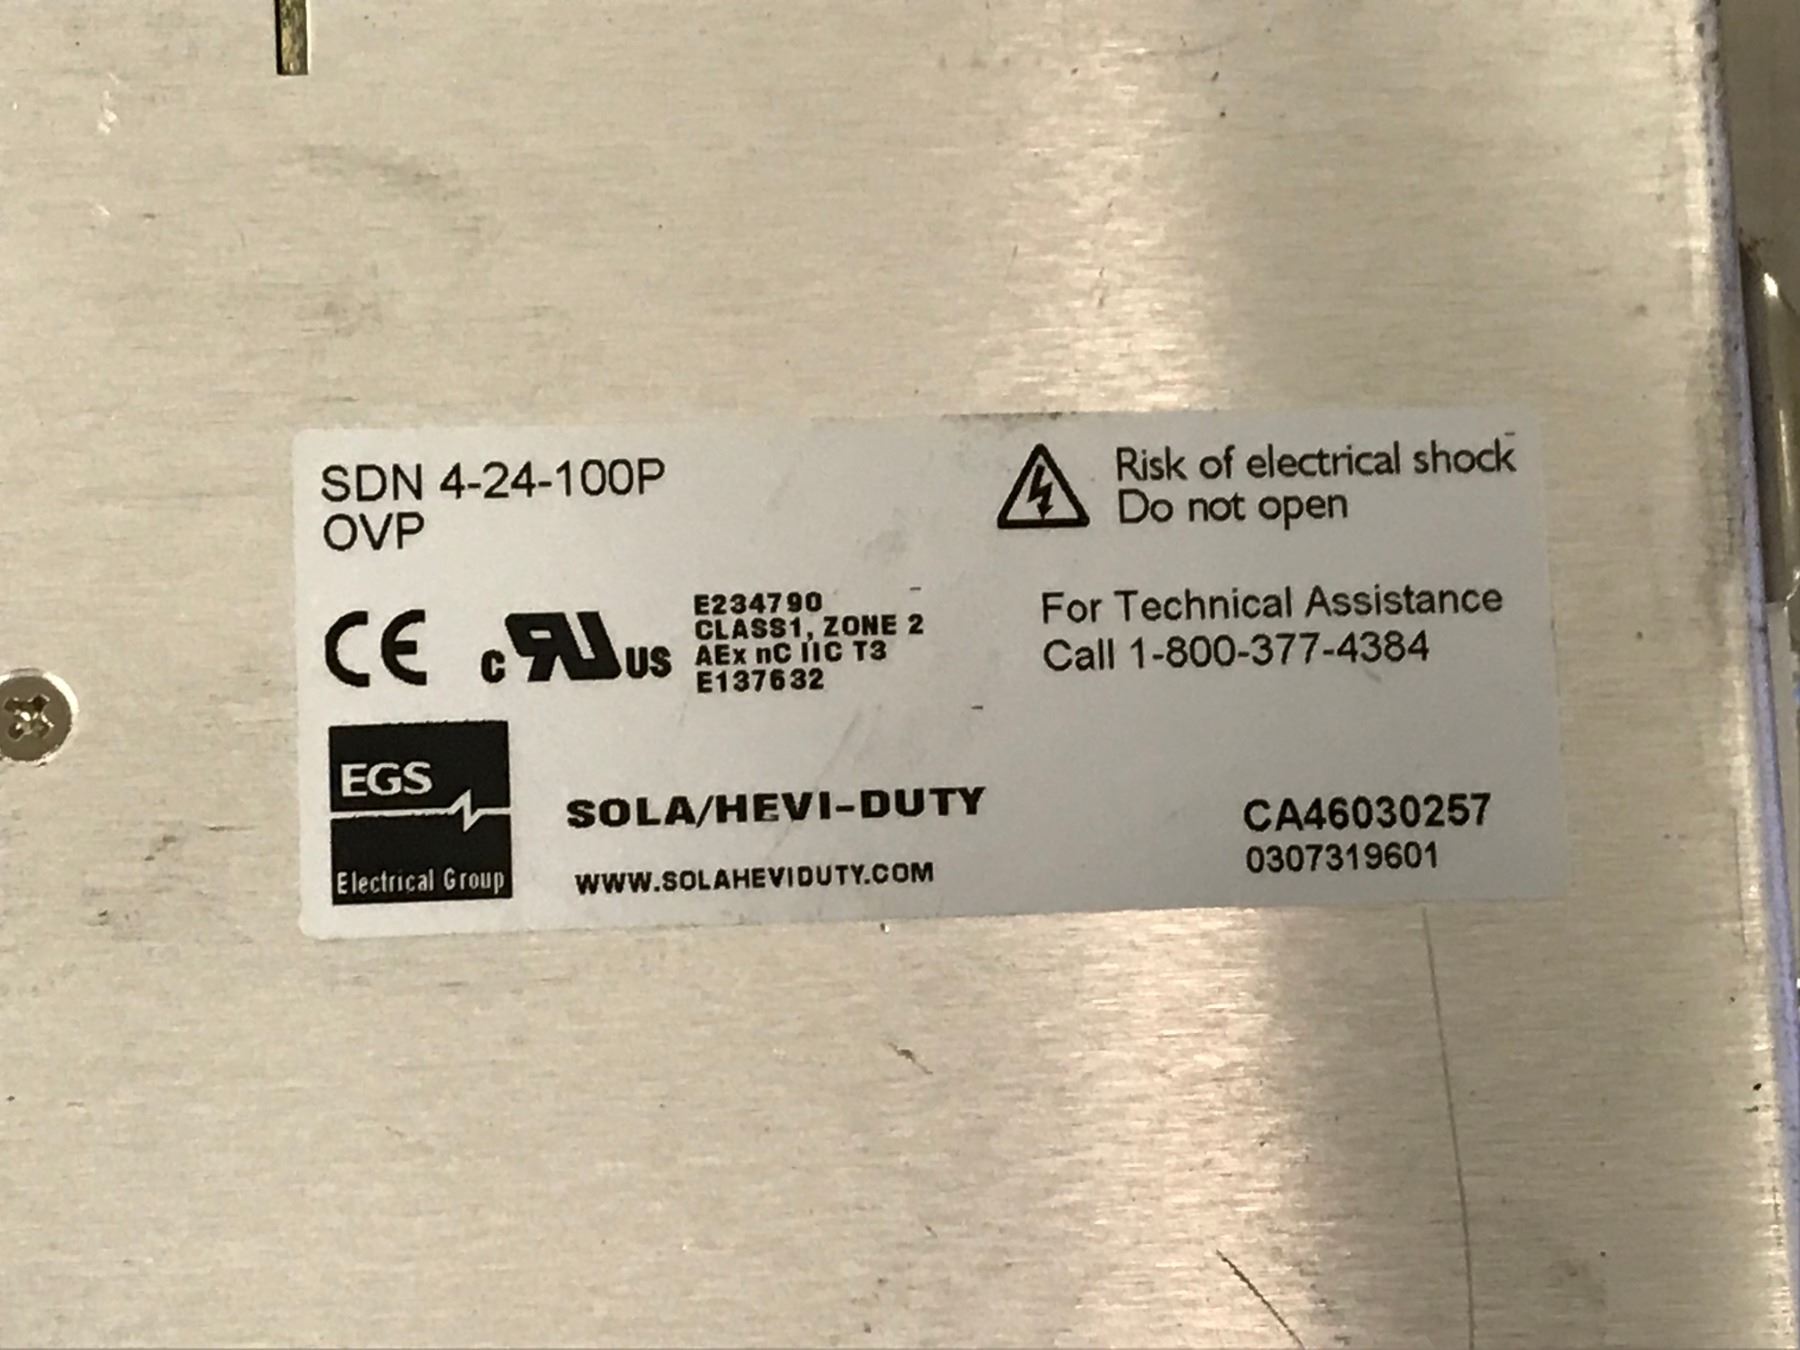 SDN 4-24-100P
OVP
Risk of electrical shock
Do not open
CE
c RU US
E234790
CLASS1, ZONE 2
AEx nC IIC T3
E137632
For Technical Assistance
Call 1-800-377-4384
EGS
Electrical Group
SOLA/HEVI-DUTY
WWW.SOLAHEVIDUTY.COM
CA46030257
0307319601